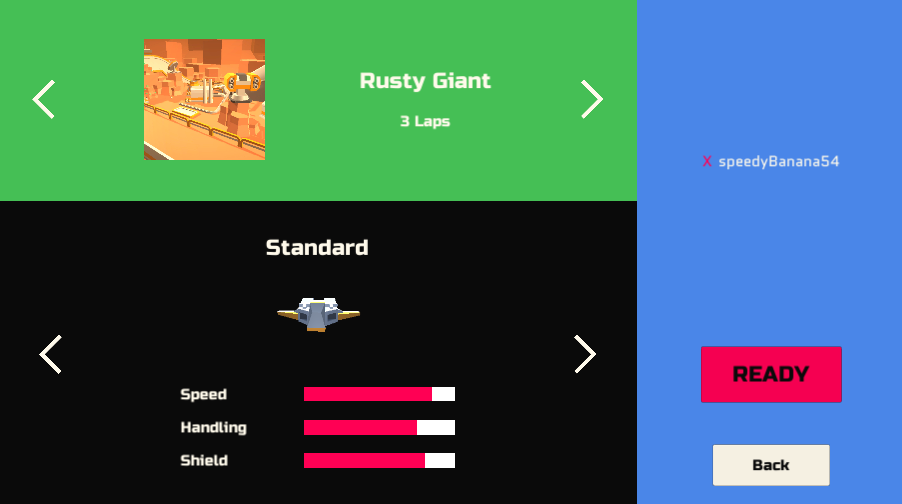 Rusty Giant
3 Laps
X speedyBanana54
Standard
Speed
Handling
Shield
READY
Back